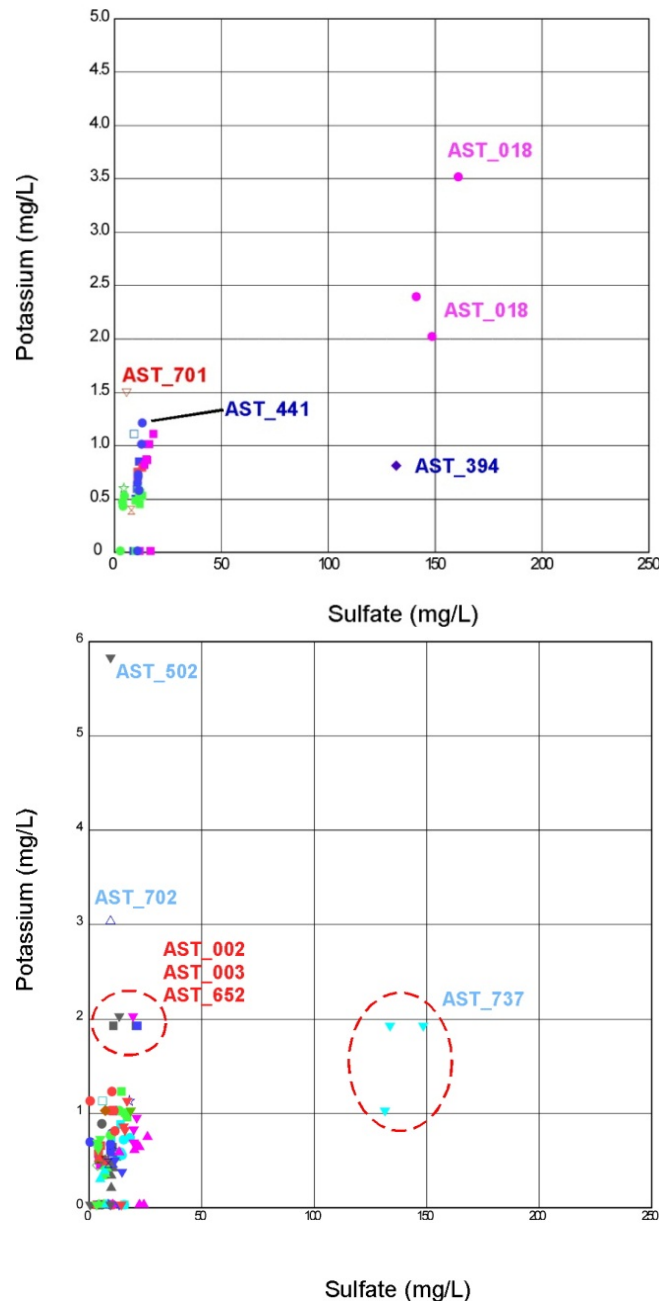 5.0
4.5
4.0
3.5
3.0
2.5
2.0
1.5
1.0
0.5
0
Potassium (mg/L)
AST_018
AST_018
AST_701
AST_441
AST_394
0 50 100 150 200 250
Sulfate (mg/L)
6
5
4
3
2
1
0
Potassium (mg/L)
AST_502
AST_702
AST_002
AST_003
AST_652
AST_737
0 50 100 150 200 250
Sulfate (mg/L)